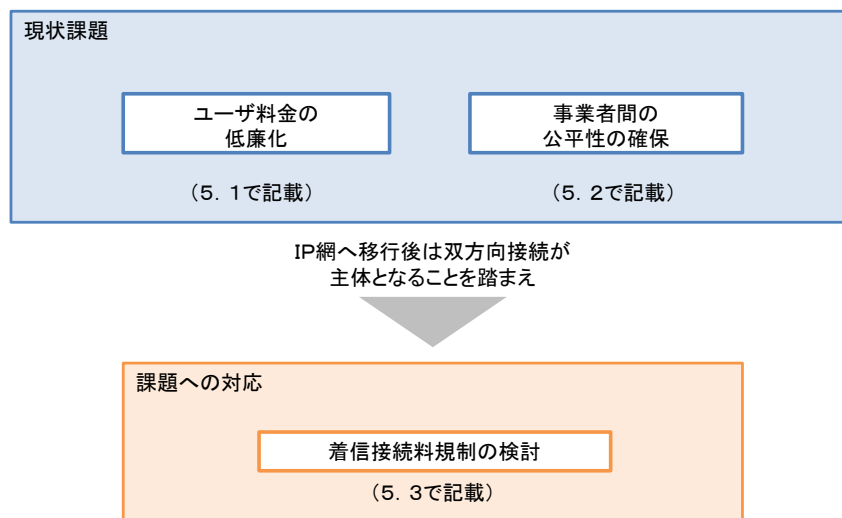 現状課題
ユーザ料金の
低廉化
事業者間の
公平性の確保
(5．1で記載)
(5．2で記載)
IP網へ移行後は双方向接続が
主体となることを踏まえ
課題への対応
着信接続料規制の検討
(5．3で記載)